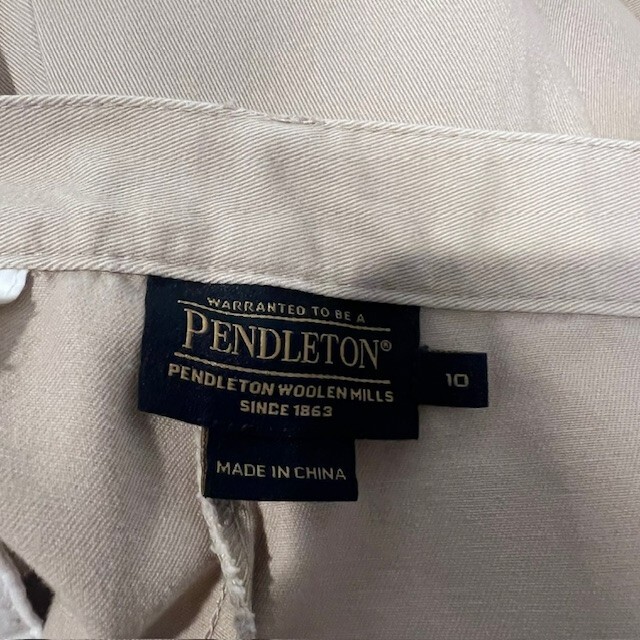 WARRANTED TO BE A
PENDLETON®
PENDLETON WOOLEN MILLS
SINCE 1863
10
MADE IN CHINA